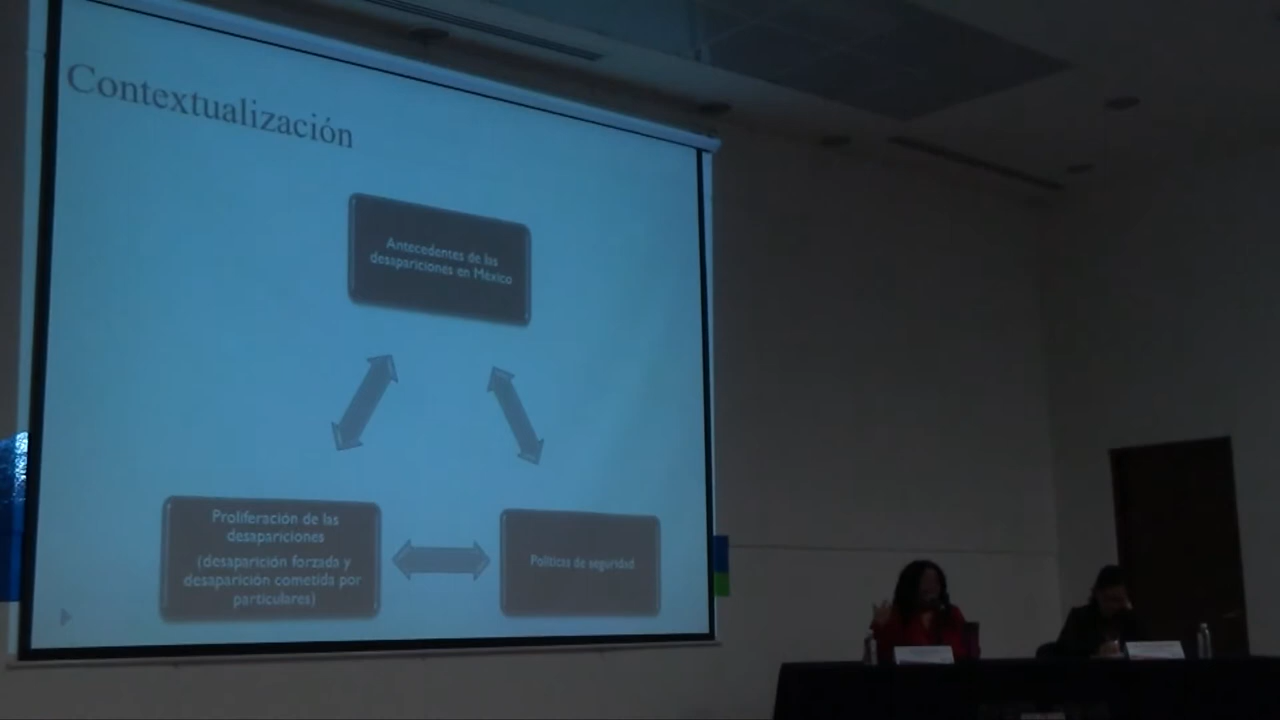 Contextualización
Antecedentes de las
desapariciones en México
Proliferación de las
desapariciones
(desaparición forzada y
desaparición cometida por
particulares)
Políticas de seguridad